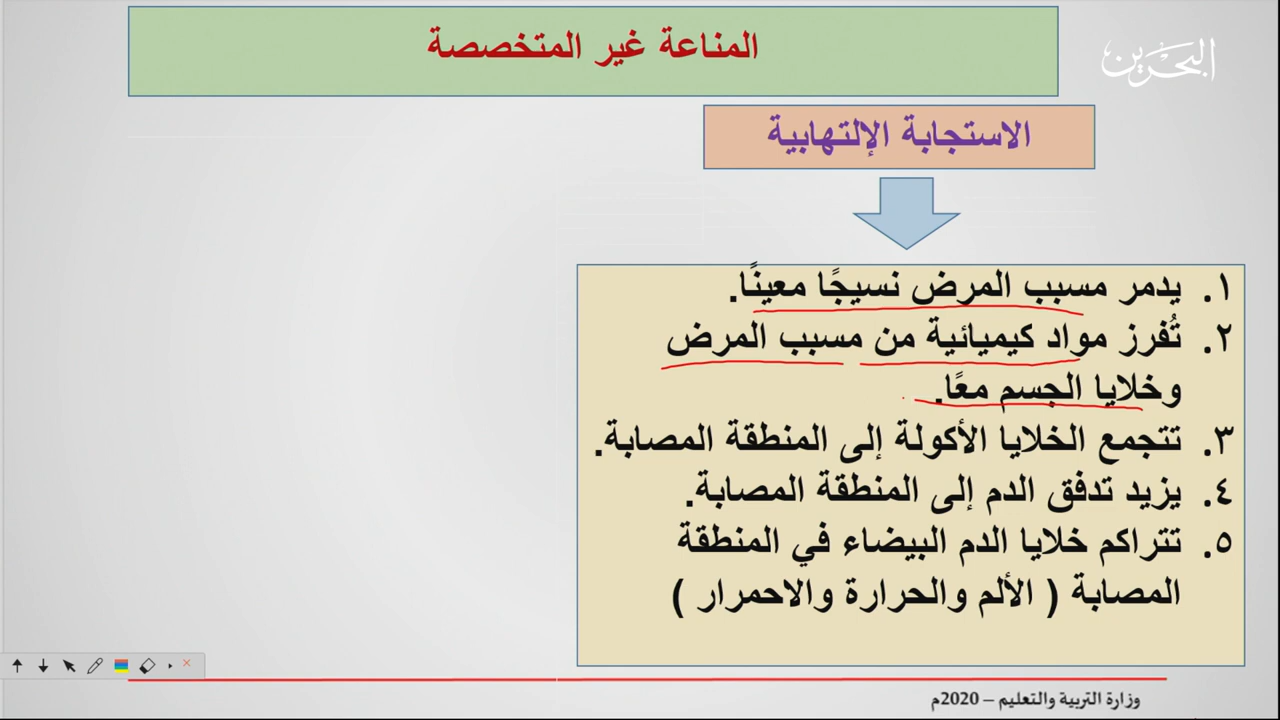 المناعة غير المتخصصة
البحرين
الاستجابة الإلتهابية
١. يدمر مسبب المرض نسيجًا معينًا.
٢. تُفرز مواد كيميائية من مسبب المرض
وخلايا الجسم معًا.
٣. تتجمع الخلايا الأكولة إلى المنطقة المصابة.
٤. يزيد تدفق الدم إلى المنطقة المصابة.
٥. تتراكم خلايا الدم البيضاء في المنطقة
المصابة ( الألم والحرارة والاحمرار )
وزارة التربية والتعليم – 2020م